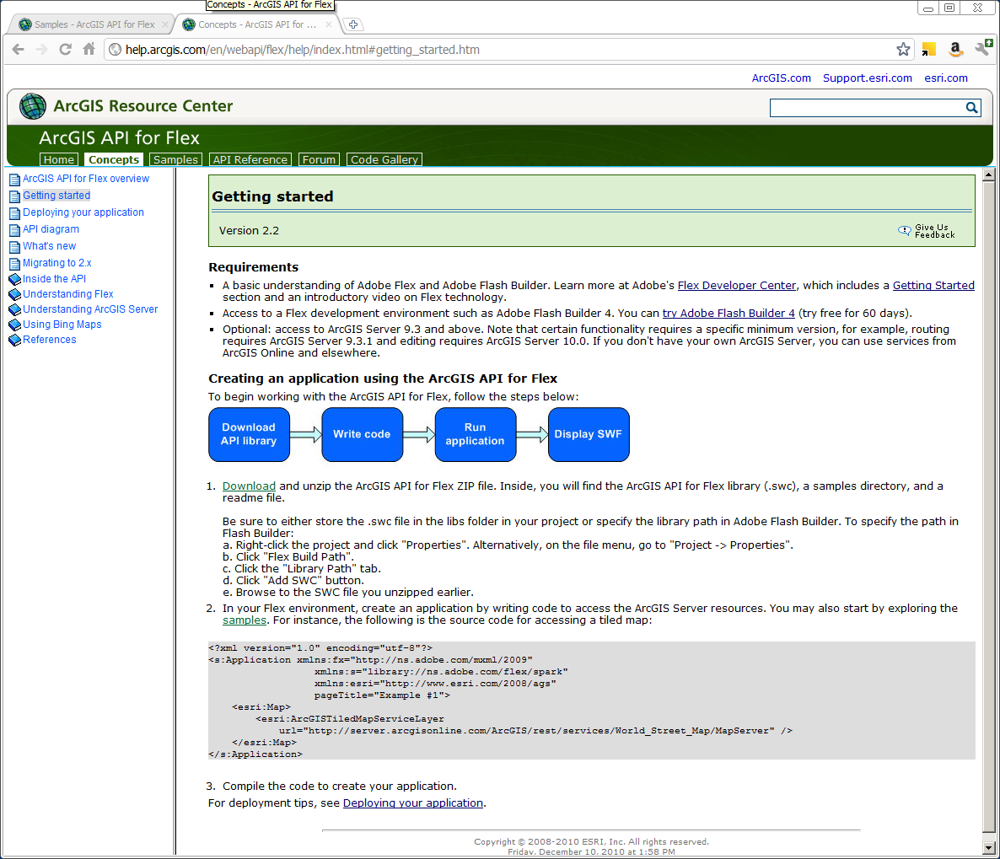 Concepts - ArcGIS API for Flex
Samples - ArcGIS API for Flex
Concepts - ArcGIS API for ...
help.arcgis.com/en/webapi/flex/help/index.html#getting_started.htm
ArcGIS.com Support.esri.com esri.com
ArcGIS Resource Center
ArcGIS API for Flex
Home Concepts Samples API Reference Forum Code Gallery
ArcGIS API for Flex overview
Getting started
Deploying your application
API diagram
What's new
Migrating to 2.x
Inside the API
Understanding Flex
Understanding ArcGIS Server
Using Bing Maps
References
Getting started
Version 2.2
Give Us
Feedback
Requirements
A basic understanding of Adobe Flex and Adobe Flash Builder. Learn more at Adobe's Flex Developer Center, which includes a Getting Started
section and an introductory video on Flex technology.
Access to a Flex development environment such as Adobe Flash Builder 4. You can try Adobe Flash Builder 4 (try free for 60 days).
Optional: access to ArcGIS Server 9.3 and above. Note that certain functionality requires a specific minimum version, for example, routing
requires ArcGIS Server 9.3.1 and editing requires ArcGIS Server 10.0. If you don't have your own ArcGIS Server, you can use services from
ArcGIS Online and elsewhere.
Creating an application using the ArcGIS API for Flex
To begin working with the ArcGIS API for Flex, follow the steps below:
Download
API library
Write code
Run
application
Display SWF
1. Download and unzip the ArcGIS API for Flex ZIP file. Inside, you will find the ArcGIS API for Flex library (.swc), a samples directory, and a
readme file.
Be sure to either store the .swc file in the libs folder in your project or specify the library path in Adobe Flash Builder. To specify the path in
Flash Builder:
a. Right-click the project and click "Properties". Alternatively, on the file menu, go to "Project -> Properties".
b. Click "Flex Build Path".
c. Click the "Library Path" tab.
d. Click "Add SWC" button.
e. Browse to the SWC file you unzipped earlier.
2. In your Flex environment, create an application by writing code to access the ArcGIS Server resources. You may also start by exploring the
samples. For instance, the following is the source code for accessing a tiled map:
<?xml version="1.0" encoding="utf-8"?>
<s:Application xmlns:fx="http://ns.adobe.com/mxml/2009"
xmlns:s="library://ns.adobe.com/flex/spark"
xmlns:esri="http://www.esri.com/2008/ags"
pageTitle="Example #1">
<esri:Map>
<esri:ArcGISTiledMapServiceLayer
url="http://server.arcgisonline.com/ArcGIS/rest/services/World_Street_Map/MapServer" />
</esri:Map>
</s:Application>
3. Compile the code to create your application.
For deployment tips, see Deploying your application.
Copyright © 2008-2010 ESRI, Inc. All rights reserved.
Friday, December 10, 2010 at 1:58 PM